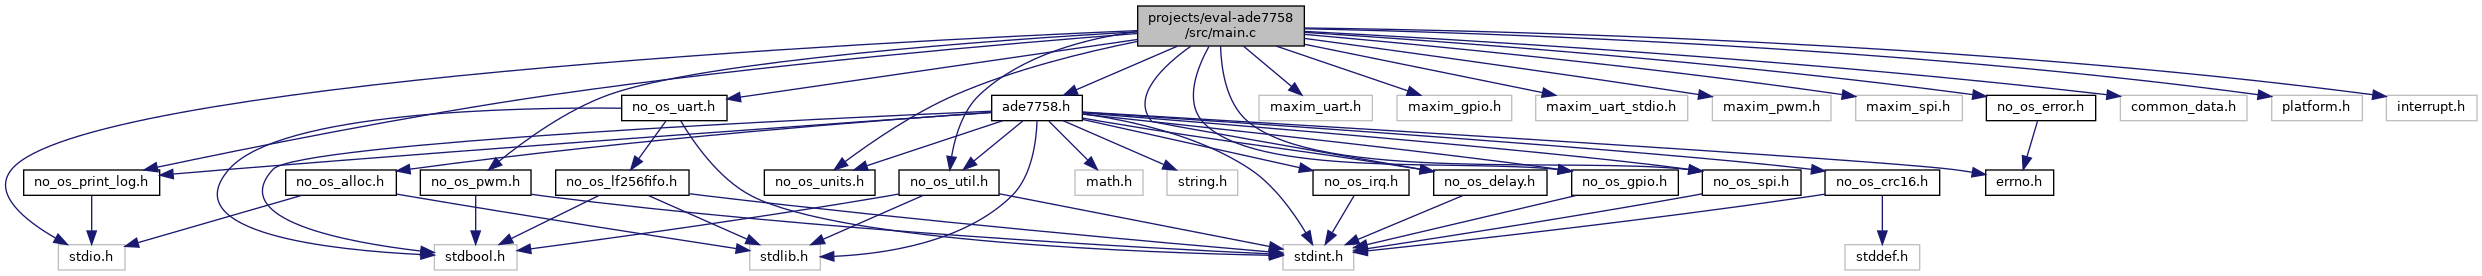 projects/eval-ade7758
/src/main.c
no_os_uart.h
ade7758.h
maxim_uart.h
maxim_gpio.h
maxim_uart_stdio.h
maxim_pwm.h
maxim_spi.h
no_os_error.h
common_data.h
platform.h
interrupt.h
no_os_print_log.h
no_os_alloc.h
no_os_pwm.h
no_os_lf256fifo.h
no_os_units.h
no_os_util.h
math.h
string.h
no_os_irq.h
no_os_delay.h
no_os_gpio.h
no_os_spi.h
no_os_crc16.h
errno.h
stdio.h
stdbool.h
stdlib.h
stdint.h
stddef.h